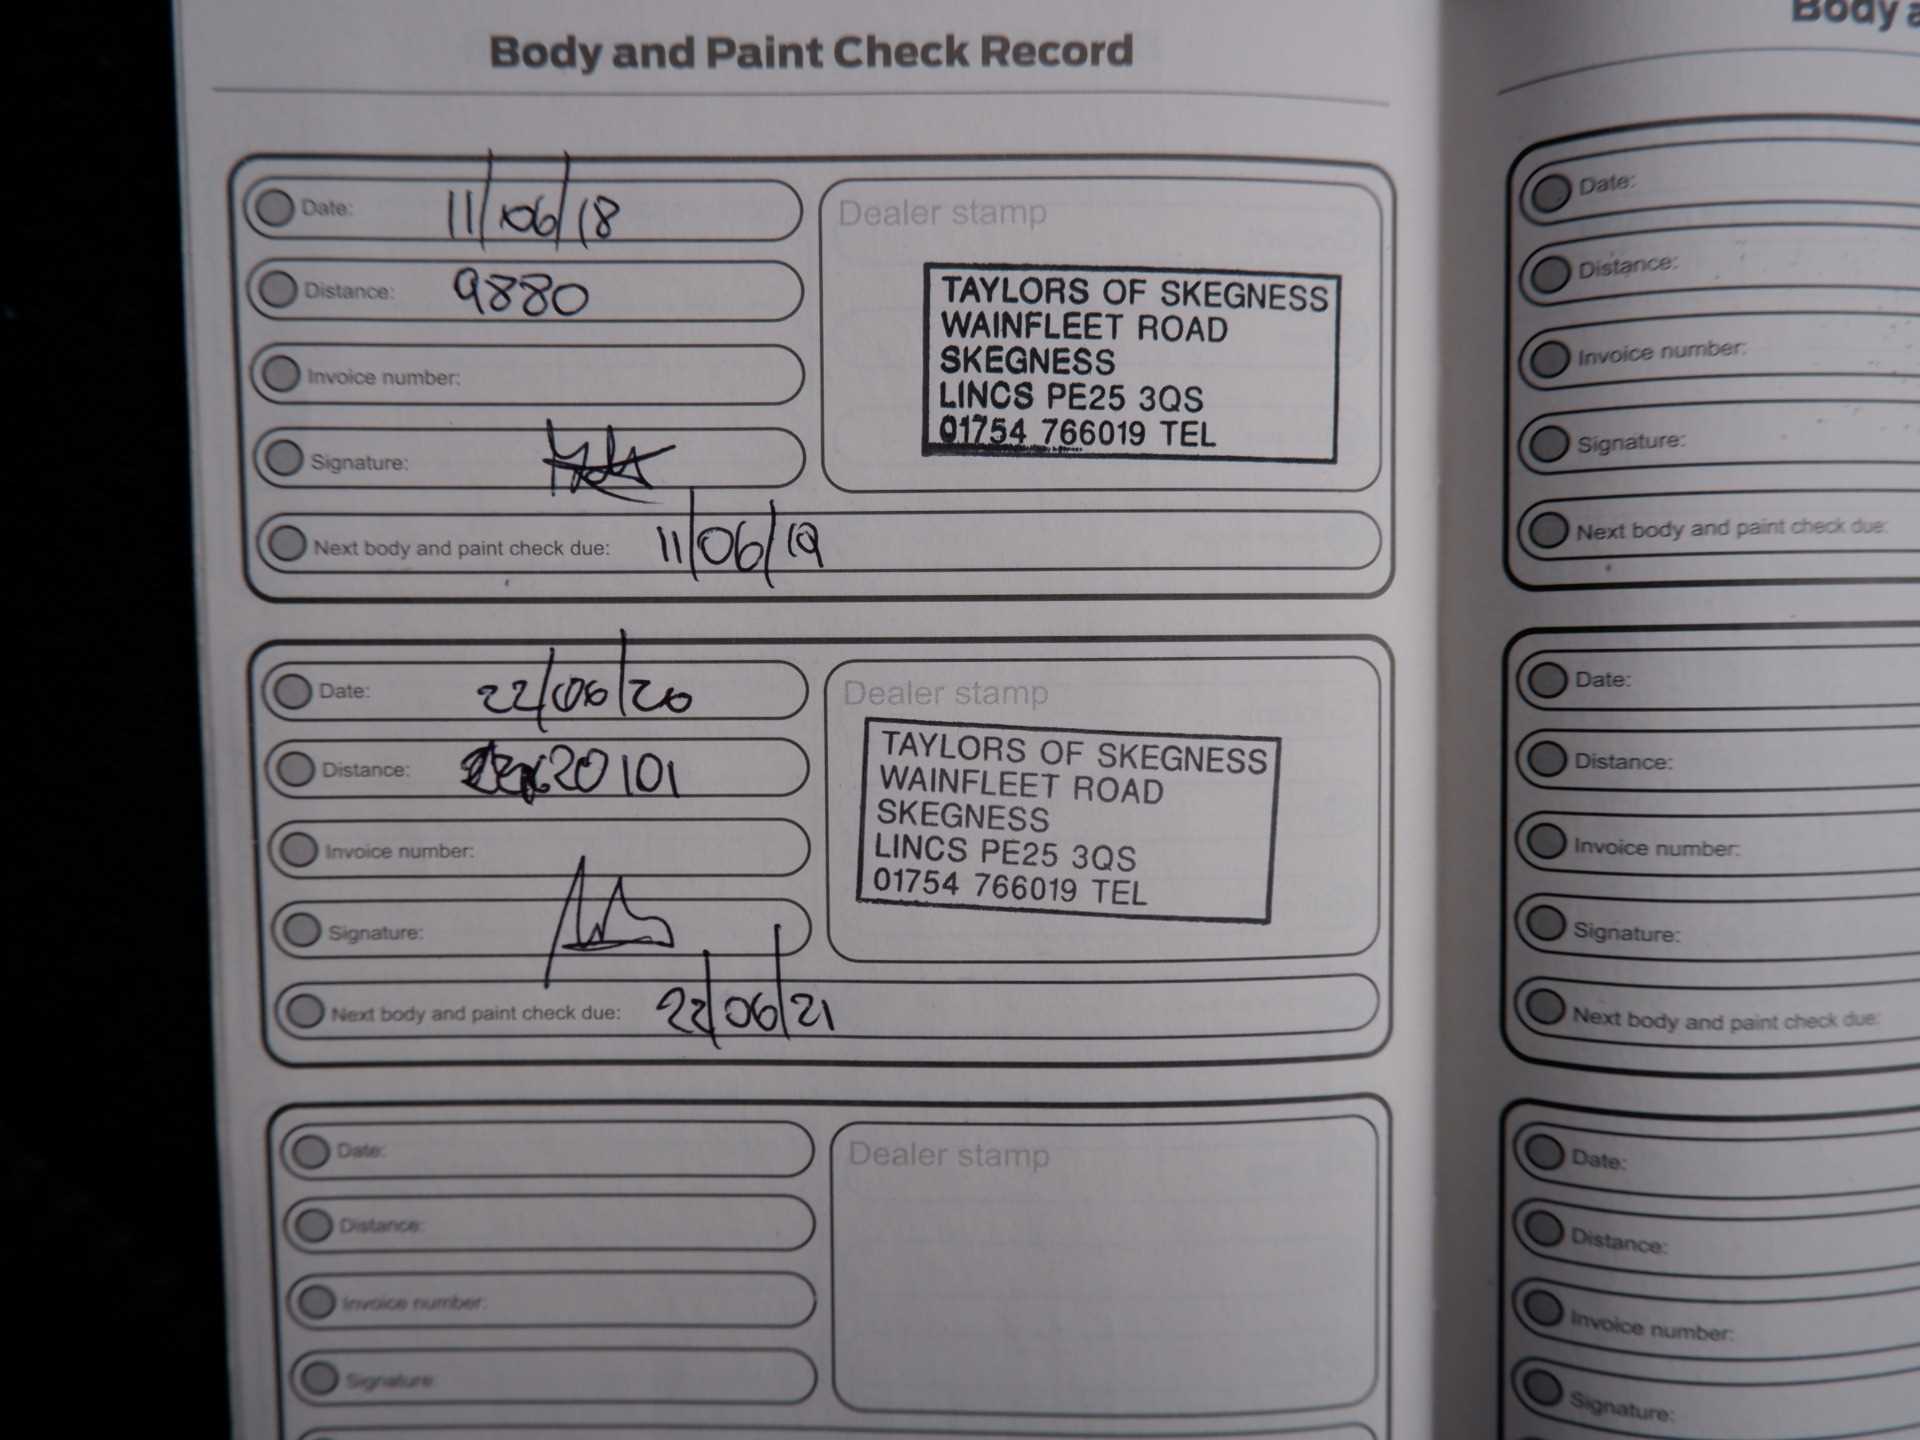 Body and Paint Check Record
Date: 11/06/18
Distance: 9880
Invoice number:
Signature:
Next body and paint check due: 11/06/19
Dealer stamp
TAYLORS OF SKEGNESS
WAINFLEET ROAD
SKEGNESS
LINCS PE25 3QS
01754 766019 TEL
Date: 22/06/20
Distance: 20101
Invoice number:
Signature:
Next body and paint check due: 22/06/21
Dealer stamp
TAYLORS OF SKEGNESS
WAINFLEET ROAD
SKEGNESS
LINCS PE25 3QS
01754 766019 TEL
Date:
Distance:
Invoice number:
Signature:
Dealer stamp
Body a
Date:
Distance:
Invoice number:
Signature:
Next body and paint check due:
Date:
Distance:
Invoice number:
Signature:
Next body and paint check due:
Date:
Distance:
Invoice number:
Signature: